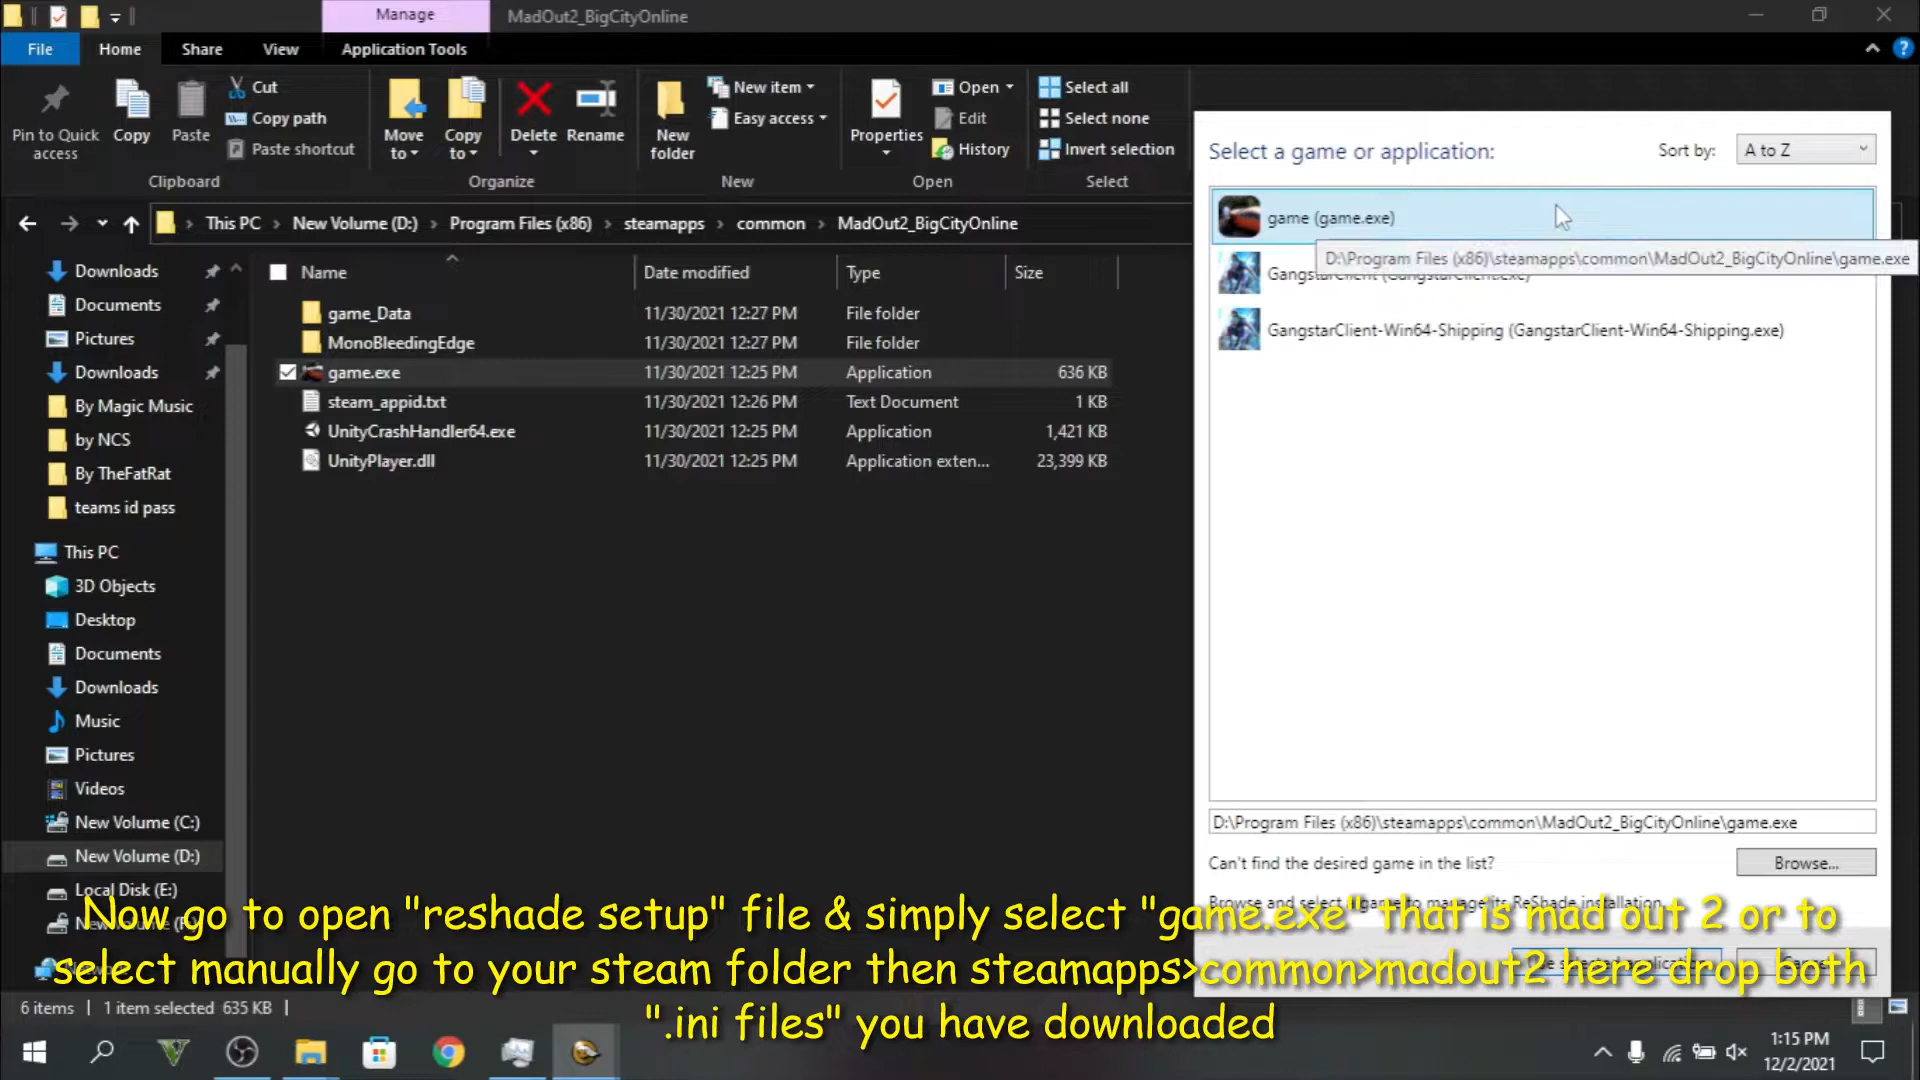 Manage
MadOut2_BigCityOnline
File
Home
Share
View
Application Tools
Pin to Quick access
Copy
Paste
Cut
Copy path
Paste shortcut
Clipboard
Move to
Copy to
Delete
Rename
Organize
New folder
New item
Easy access
New
Properties
Open
Edit
History
Open
Select all
Select none
Invert selection
Select
This PC > New Volume (D:) > Program Files (x86) > steamapps > common > MadOut2_BigCityOnline
Name
Date modified
Type
Size
game_Data 11/30/2021 12:27 PM File folder
MonoBleedingEdge 11/30/2021 12:27 PM File folder
game.exe 11/30/2021 12:25 PM Application 636 KB
steam_appid.txt 11/30/2021 12:26 PM Text Document 1 KB
UnityCrashHandler64.exe 11/30/2021 12:25 PM Application 1,421 KB
UnityPlayer.dll 11/30/2021 12:25 PM Application exten... 23,399 KB
Downloads
Documents
Pictures
Downloads
By Magic Music
by NCS
By TheFatRat
teams id pass
This PC
3D Objects
Desktop
Documents
Downloads
Music
Pictures
Videos
New Volume (C:)
New Volume (D:)
Local Disk (E:)
Select a game or application:
Sort by:
A to Z
game (game.exe)
D:\Program Files (x86)\steamapps\common\MadOut2_BigCityOnline\game.exe
GangstarClient (GangstarClient.exe)
GangstarClient-Win64-Shipping (GangstarClient-Win64-Shipping.exe)
D:\Program Files (x86)\steamapps\common\MadOut2_BigCityOnline\game.exe
Can't find the desired game in the list?
Browse...
Browse and select a game to manage its ReShade installation.
Now go to open "reshade setup" file & simply select "game.exe" that is mad out 2 or to
select manually go to your steam folder then steamapps>common>madout2 here drop both
".ini files" you have downloaded
6 items
1 item selected 635 KB
1:15 PM
12/2/2021